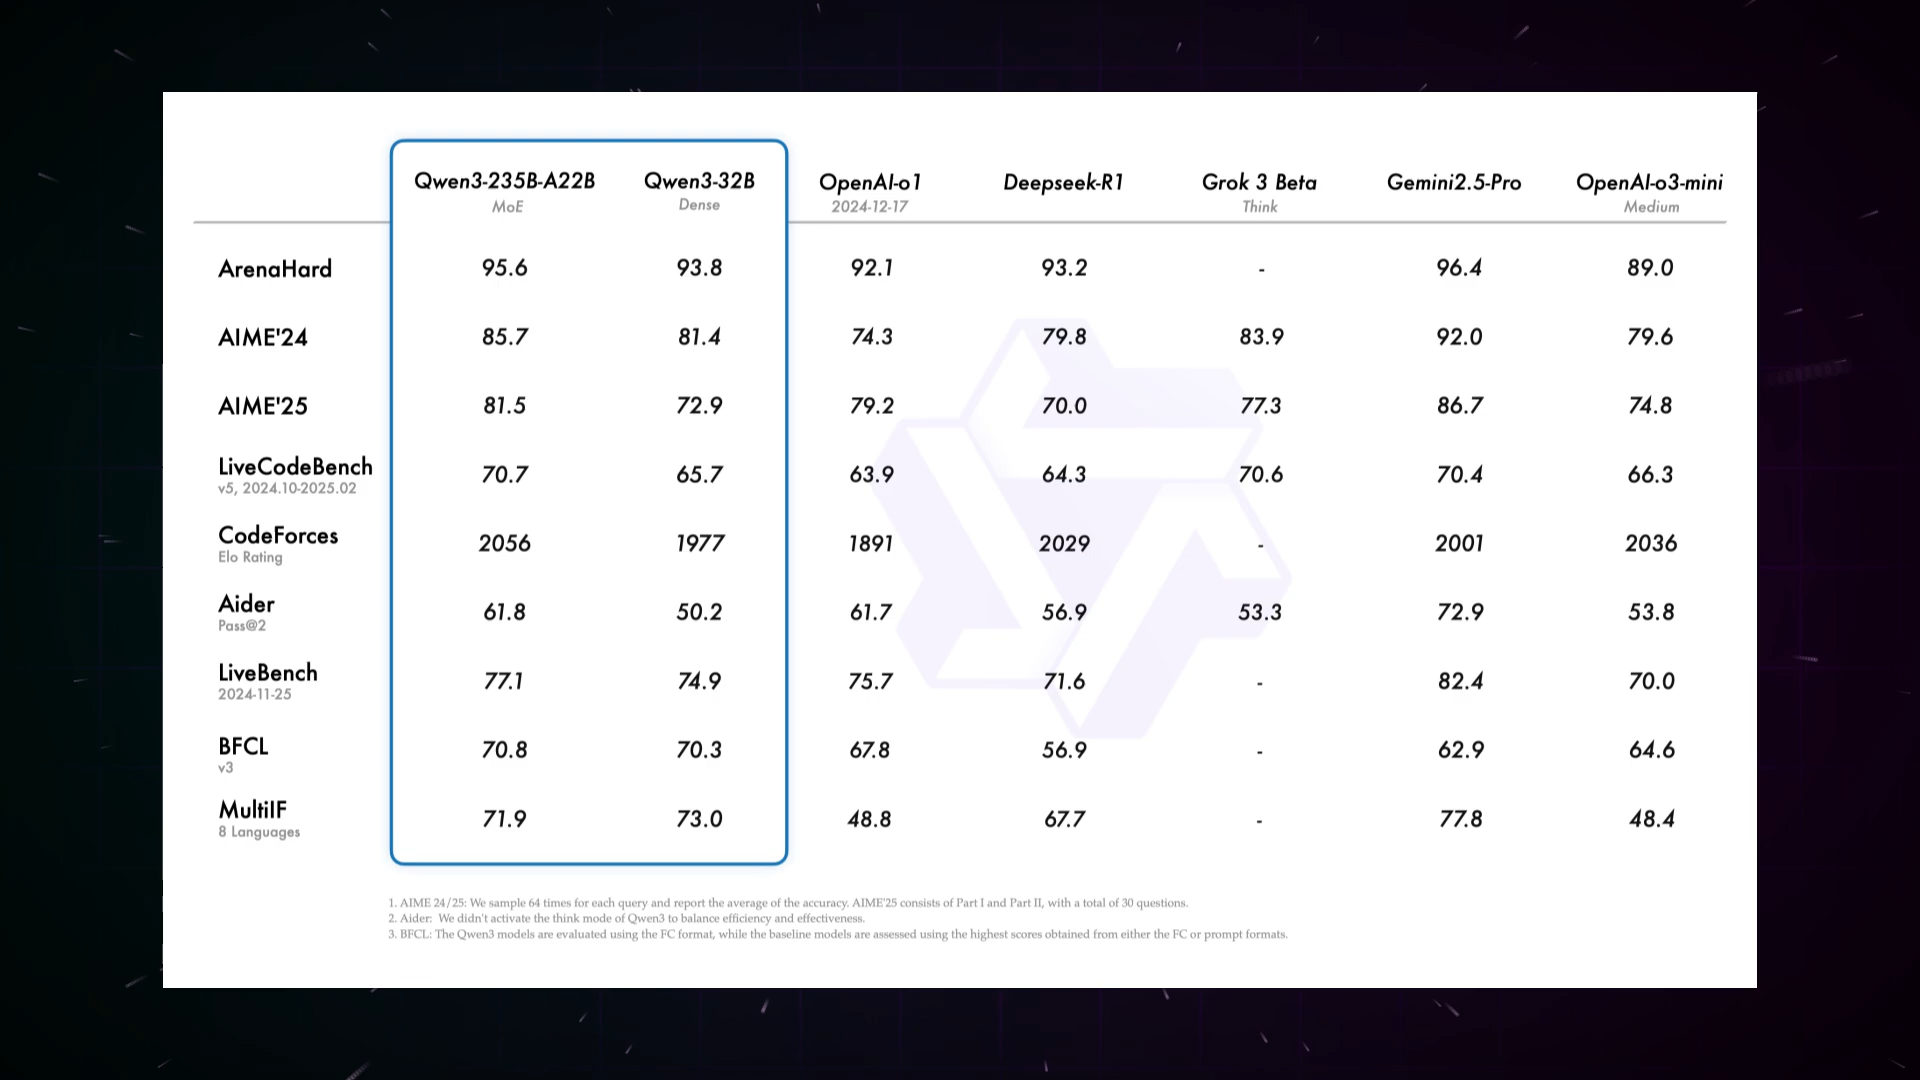 Qwen3-235B-A22B Qwen3-32B OpenAI-o1 Deepseek-R1 Grok 3 Beta Gemini2.5-Pro OpenAI-o3-mini
MoE Dense 2024-12-17 Think Medium
ArenaHard 95.6 93.8 92.1 93.2 - 96.4 89.0
AIME'24 85.7 81.4 74.3 79.8 83.9 92.0 79.6
AIME'25 81.5 72.9 79.2 70.0 77.3 86.7 74.8
LiveCodeBench 70.7 65.7 63.9 64.3 70.6 70.4 66.3
v5, 2024.10-2025.02
CodeForces 2056 1977 1891 2029 - 2001 2036
Elo Rating
Aider 61.8 50.2 61.7 56.9 53.3 72.9 53.8
Pass@2
LiveBench 77.1 74.9 75.7 71.6 - 82.4 70.0
2024-11-25
BFCL 70.8 70.3 67.8 56.9 - 62.9 64.6
v3
MultiIF 71.9 73.0 48.8 67.7 - 77.8 48.4
8 Languages
1. AIME 24/25: We sample 64 times for each query and report the average of the accuracy. AIME'25 consists of Part I and Part II, with a total of 30 questions.
2. Aider: We didn't activate the think mode of Qwen3 to balance efficiency and effectiveness.
3. BFCL: The Qwen3 models are evaluated using the FC format, while the baseline models are assessed using the highest scores obtained from either the FC or prompt formats.